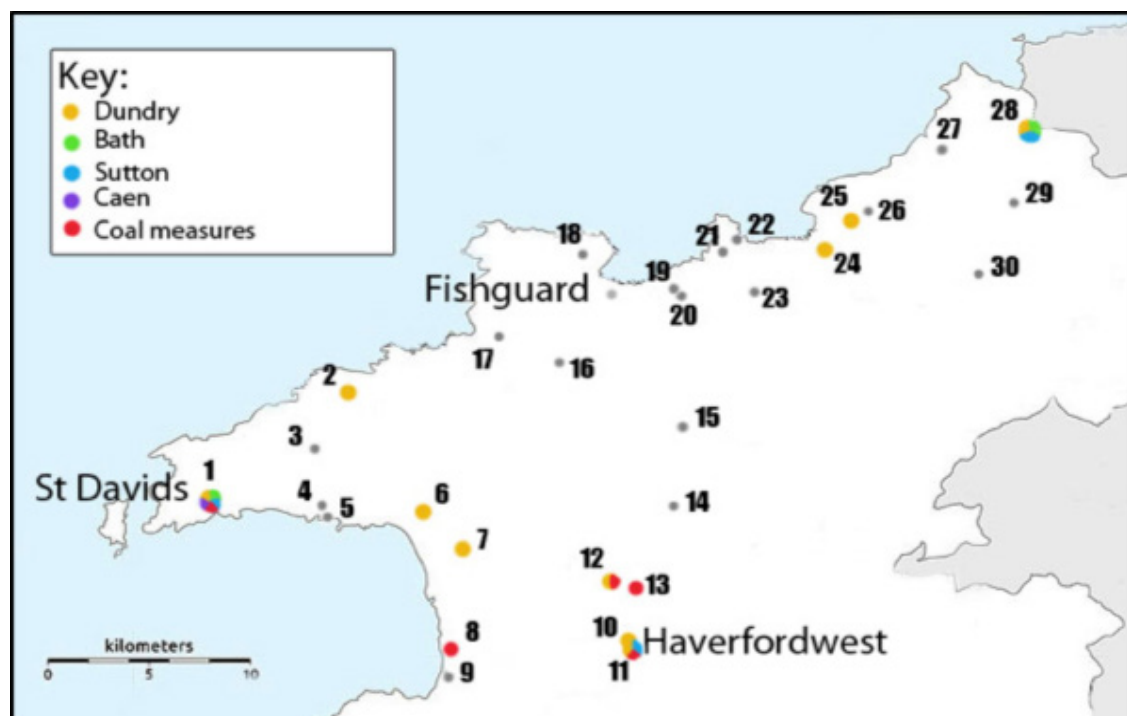 Key:
Dundry
Bath
Sutton
Caen
Coal measures
28
27
25
26
29
22
21
18
24
30
19
Fishguard
20
23
17
16
2
15
3
1
St Davids
4
5
6
14
7
12
13
10
Haverfordwest
8
11
9
kilometers
0 5 10